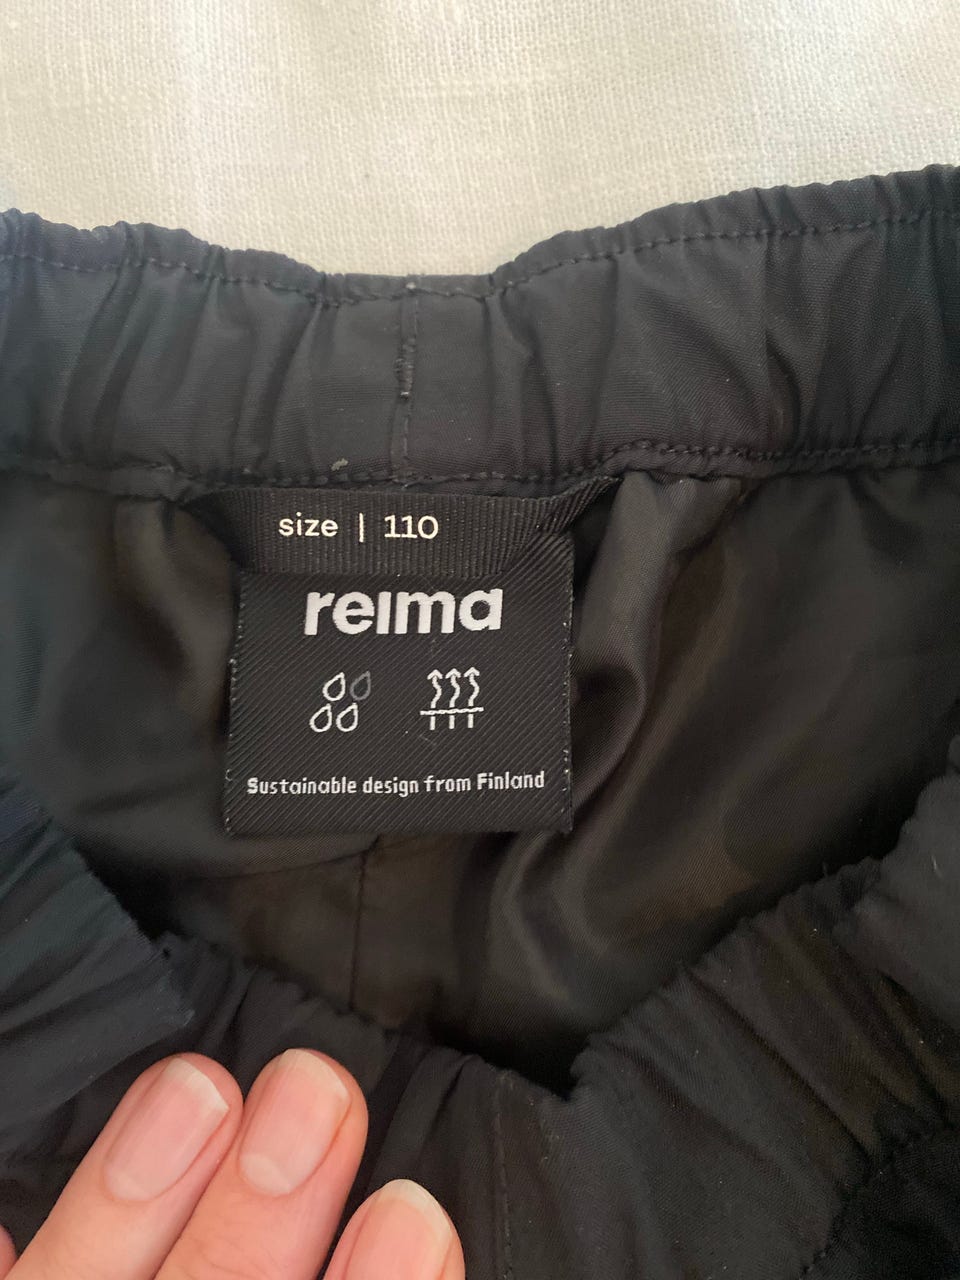 size | 110
reima
Sustainable design from Finland